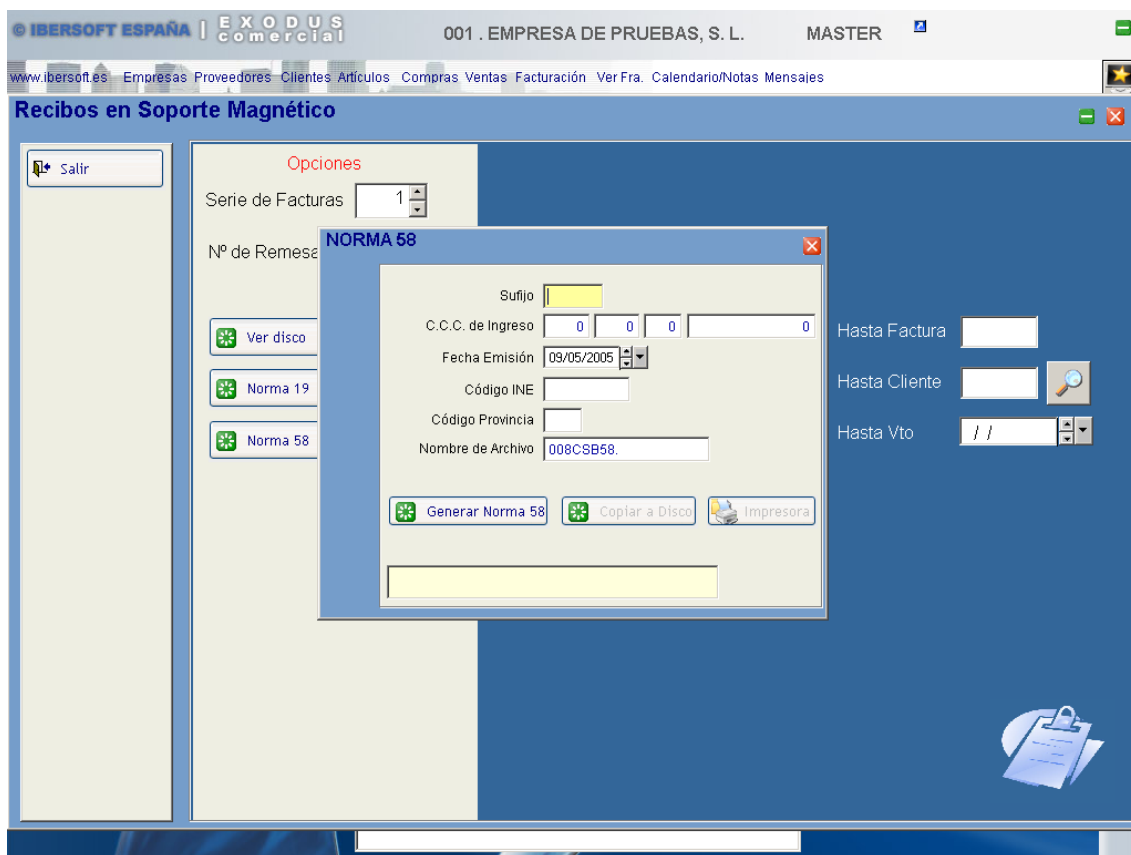 © IBERSOFT ESPAÑA | EXODUS Comercial 001 . EMPRESA DE PRUEBAS, S. L. MASTER
www.ibersoft.es Empresas Proveedores Clientes Artículos Compras Ventas Facturación Ver Fra. Calendario/Notas Mensajes
Recibos en Soporte Magnético
Salir
Opciones
Serie de Facturas 1
Nº de Remesa
Ver disco
Norma 19
Norma 58
NORMA 58
Sufijo
C.C.C. de Ingreso 0 0 0 0
Fecha Emisión 09/05/2005
Código INE
Código Provincia
Nombre de Archivo 008CSB58.
Generar Norma 58 Copiar a Disco Impresora
Hasta Factura
Hasta Cliente
Hasta Vto / /